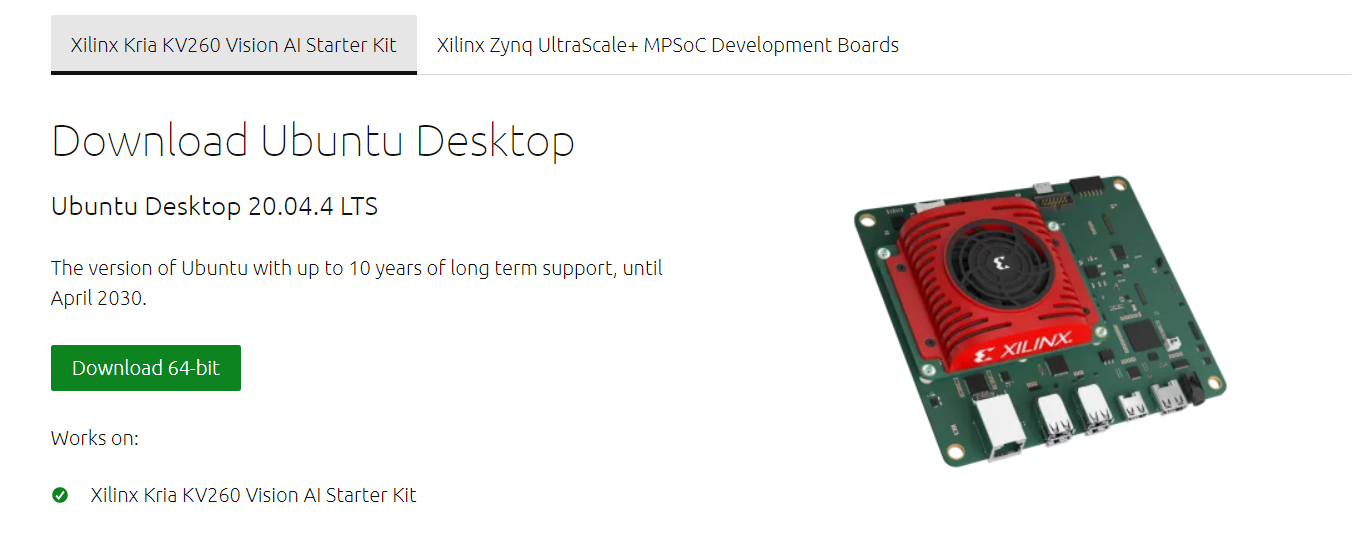 Xilinx Kria KV260 Vision AI Starter Kit
Xilinx Zynq UltraScale+ MPSoC Development Boards
Download Ubuntu Desktop
Ubuntu Desktop 20.04.4 LTS
The version of Ubuntu with up to 10 years of long term support, until
April 2030.
Download 64-bit
XILINX
Works on:
Xilinx Kria KV260 Vision AI Starter Kit